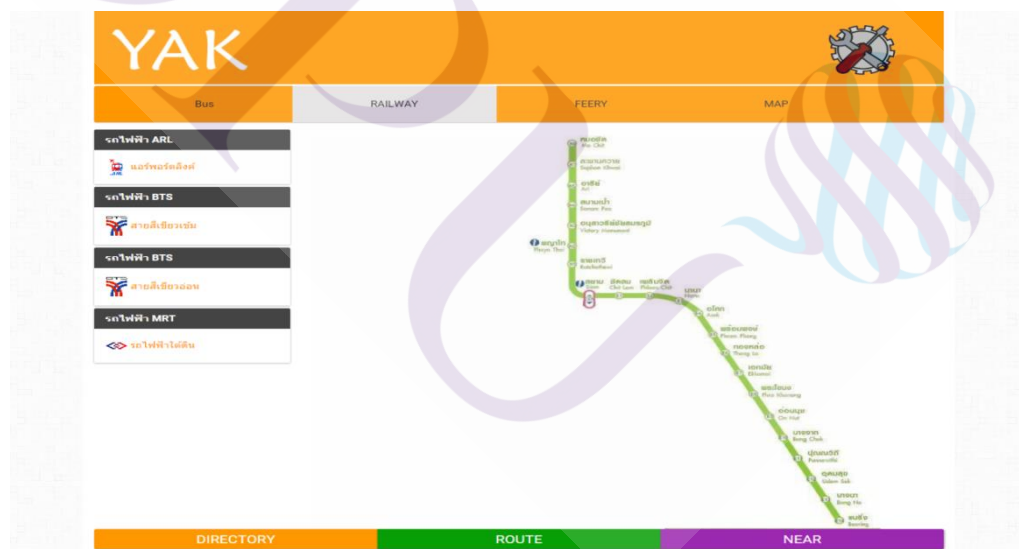 YAK
Bus
RAILWAY
FEERY
MAP
รถไฟฟ้า ARL
แอร์พอร์ตลิงค์
รถไฟฟ้า BTS
สายสีเขียวเข้ม
รถไฟฟ้า BTS
สายสีเขียวอ่อน
รถไฟฟ้า MRT
รถไฟฟ้าใต้ดิน
หมอชิต
Mo Chit
สะพานควาย
Saphan Khwai
อารีย์
Ari
สนามเป้า
Sanam Pao
อนุสาวรีย์ชัยสมรภูมิ
Victory Monument
พญาไท
Phaya Thai
ราชเทวี
Ratchathewi
สยาม
Siam
ชิดลม
Chit Lom
เพลินจิต
Phloen Chit
นานา
Nana
อโศก
Asok
พร้อมพงษ์
Phrom Phong
ทองหล่อ
Thong Lo
เอกมัย
Ekkamai
พระโขนง
Phra Khanong
อ่อนนุช
On Nut
บางจาก
Bang Chak
ปุณณวิถี
Punnawithi
อุดมสุข
Udom Suk
บางนา
Bang Na
แบริ่ง
Bearing
DIRECTORY
ROUTE
NEAR